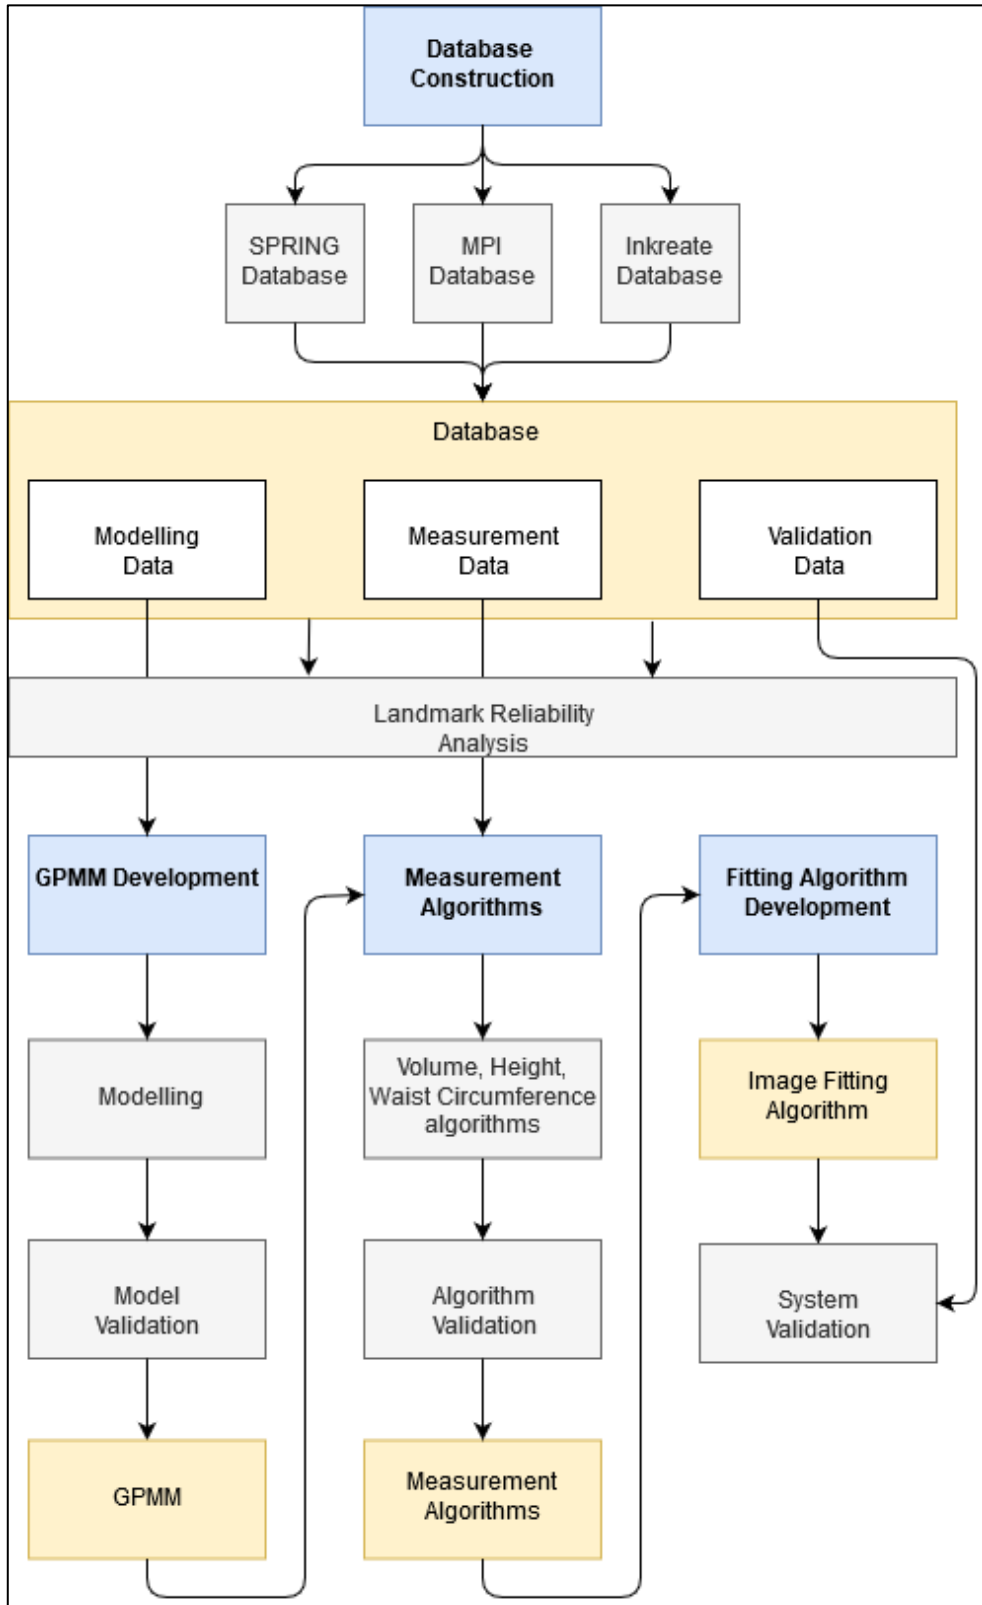 Database
Construction
SPRING
Database
MPI
Database
Inkreate
Database
Database
Modelling
Data
Measurement
Data
Validation
Data
Landmark Reliability
Analysis
GPMM Development
Measurement
Algorithms
Fitting Algorithm
Development
Modelling
Volume, Height,
Waist Circumference
algorithms
Image Fitting
Algorithm
Model
Validation
Algorithm
Validation
System
Validation
GPMM
Measurement
Algorithms